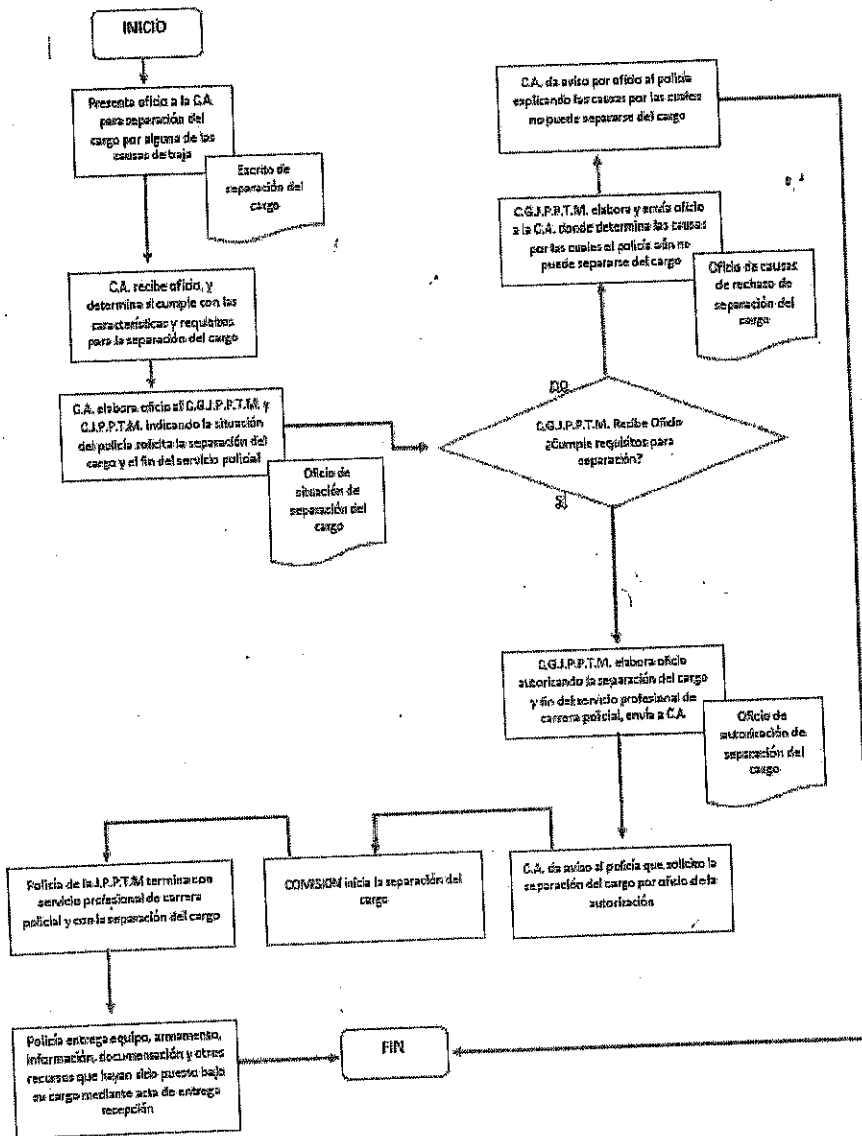 INICIO
Presenta oficio a la C.A.
para separación del
cargo por alguna de las
causas de baja
Escrito de
separación del
cargo
C.A. recibe oficio, y
determina si cumple con las
características y requisitos
para la separación del cargo
C.A. elabora oficio al C.G.J.P.P.T.M. y
C.J.P.P.T.M. indicando la situación
del policía solicita la separación del
cargo y el fin del servicio policial
Oficio de
situación de
separación del
cargo
C.G.J.P.P.T.M. Recibe Oficio
¿Cumple requisitos para
separación?
no
si
C.G.J.P.P.T.M. elabora y envía oficio
a la C.A. donde determina las causas
por las cuales el policía aún no
puede separarse del cargo
Oficio de causas
de rechazo de
separación del
cargo
C.A. da aviso por oficio al policía
explicando las causas por las cuales
no puede separarse del cargo
C.G.J.P.P.T.M. elabora oficio
autorizando la separación del cargo
y fin del servicio profesional de
carrera policial, envía a C.A.
Oficio de
autorización de
separación del
cargo
C.A. da aviso al policía que solicito la
separación del cargo por oficio de la
autorización
COMISION inicia la separación del
cargo
Policía de la J.P.P.T.M termina con
servicio profesional de carrera
policial y con la separación del cargo
Policía entrega equipo, armamento,
información, documentación y otros
recursos que hayan sido puesto bajo
su cargo mediante acta de entrega
recepción
FIN